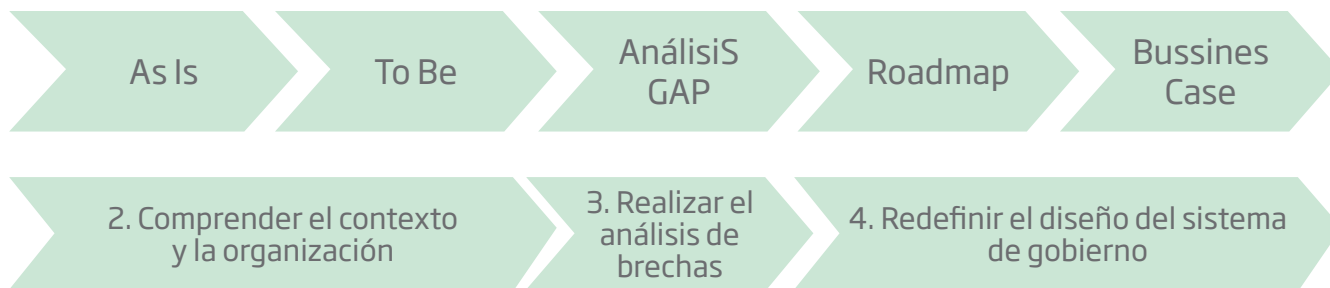 As Is
To Be
AnálisiS
GAP
Roadmap
Bussines
Case
2. Comprender el contexto
y la organización
3. Realizar el
análisis de
brechas
4. Redefinir el diseño del sistema
de gobierno